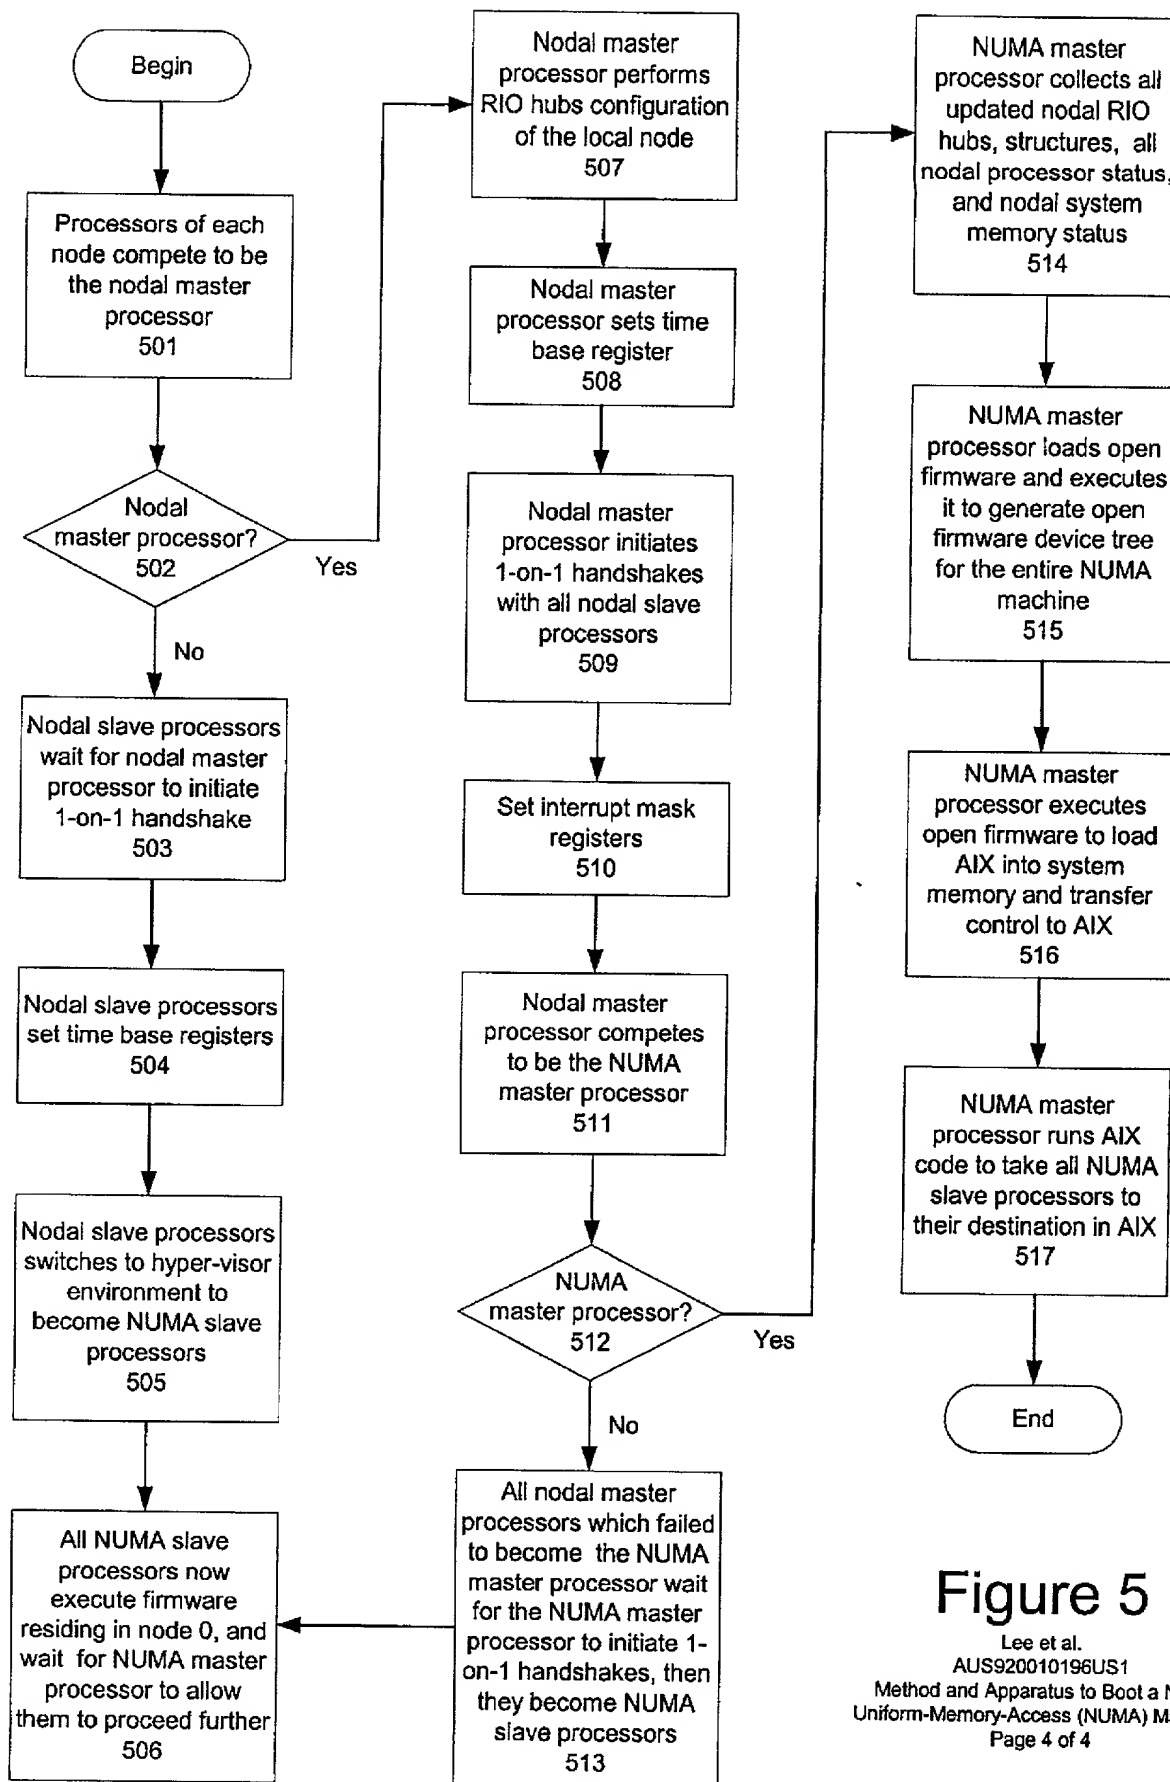 Begin
Processors of each
node compete to be
the nodal master
processor
501
Nodal
master processor?
502
Yes
No
Nodal slave processors
wait for nodal master
processor to initiate
1-on-1 handshake
503
Nodal slave processors
set time base registers
504
Nodal slave processors
switches to hyper-visor
environment to
become NUMA slave
processors
505
All NUMA slave
processors now
execute firmware
residing in node 0, and
wait for NUMA master
processor to allow
them to proceed further
506
Nodal master
processor performs
RIO hubs configuration
of the local node
507
Nodal master
processor sets time
base register
508
Nodal master
processor initiates
1-on-1 handshakes
with all nodal slave
processors
509
Set interrupt mask
registers
510
Nodal master
processor competes
to be the NUMA
master processor
511
NUMA
master processor?
512
Yes
No
All nodal master
processors which failed
to become the NUMA
master processor wait
for the NUMA master
processor to initiate 1-
on-1 handshakes, then
they become NUMA
slave processors
513
NUMA master
processor collects all
updated nodal RIO
hubs, structures, all
nodal processor status,
and nodal system
memory status
514
NUMA master
processor loads open
firmware and executes
it to generate open
firmware device tree
for the entire NUMA
machine
515
NUMA master
processor executes
open firmware to load
AIX into system
memory and transfer
control to AIX
516
NUMA master
processor runs AIX
code to take all NUMA
slave processors to
their destination in AIX
517
End
Figure 5
Lee et al.
AUS920010196US1
Method and Apparatus to Boot a
Uniform-Memory-Access (NUMA)
Page 4 of 4